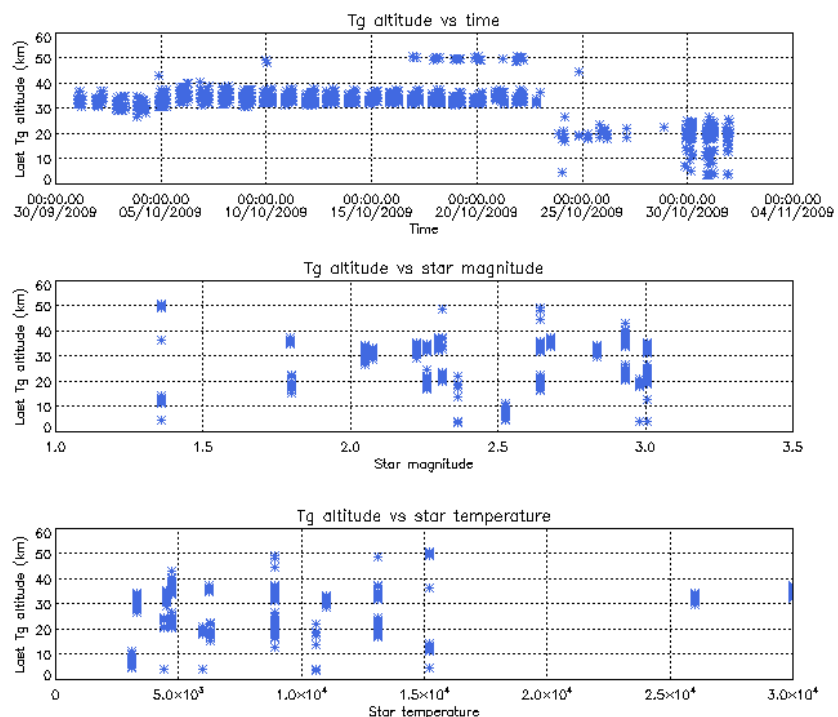 Tg altitude vs time
Last Tg altitude (km)
60
50
40
30
20
10
0
00:00.00 00:00.00 00:00.00 00:00.00 00:00.00 00:00.00 00:00.00 00:00.00
30/09/2009 05/10/2009 10/10/2009 15/10/2009 20/10/2009 25/10/2009 30/10/2009 04/11/2009
Time
Tg altitude vs star magnitude
Last Tg altitude (km)
60
50
40
30
20
10
0
1.0 1.5 2.0 2.5 3.0 3.5
Star magnitude
Tg altitude vs star temperature
Last Tg altitude (km)
60
50
40
30
20
10
0
0 5.0×10³ 1.0×10⁴ 1.5×10⁴ 2.0×10⁴ 2.5×10⁴ 3.0×10⁴
Star temperature